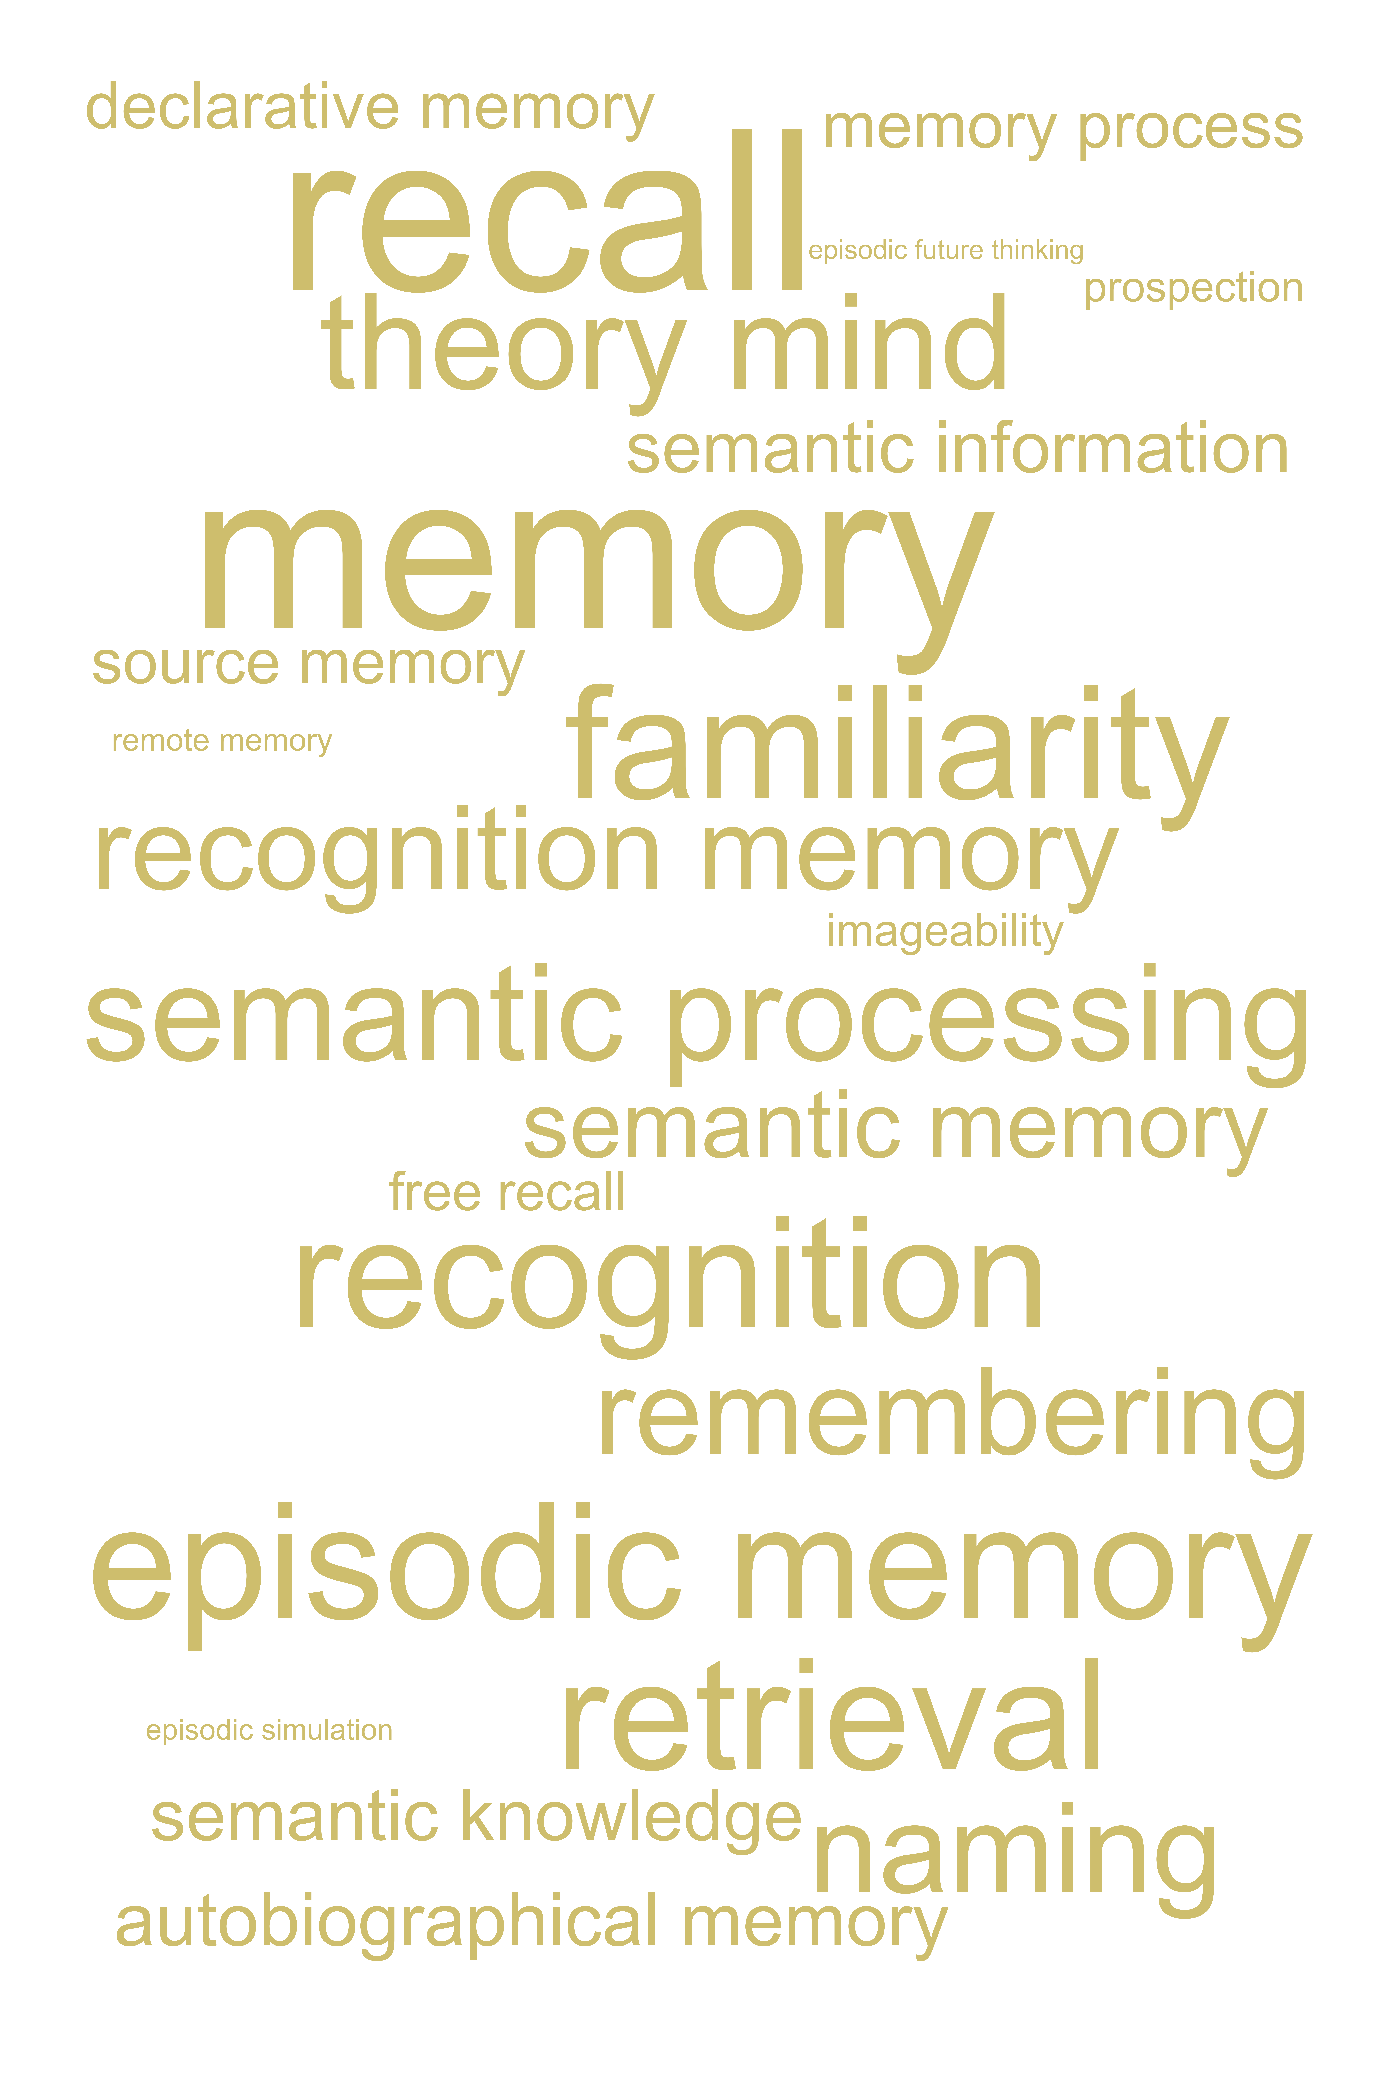 declarative memory
memory process
recall
episodic future thinking
prospection
theory mind
semantic information
memory
source memory
familiarity
remote memory
recognition memory
imageability
semantic processing
semantic memory
free recall
recognition
remembering
episodic memory
retrieval
episodic simulation
semantic knowledge
naming
autobiographical memory